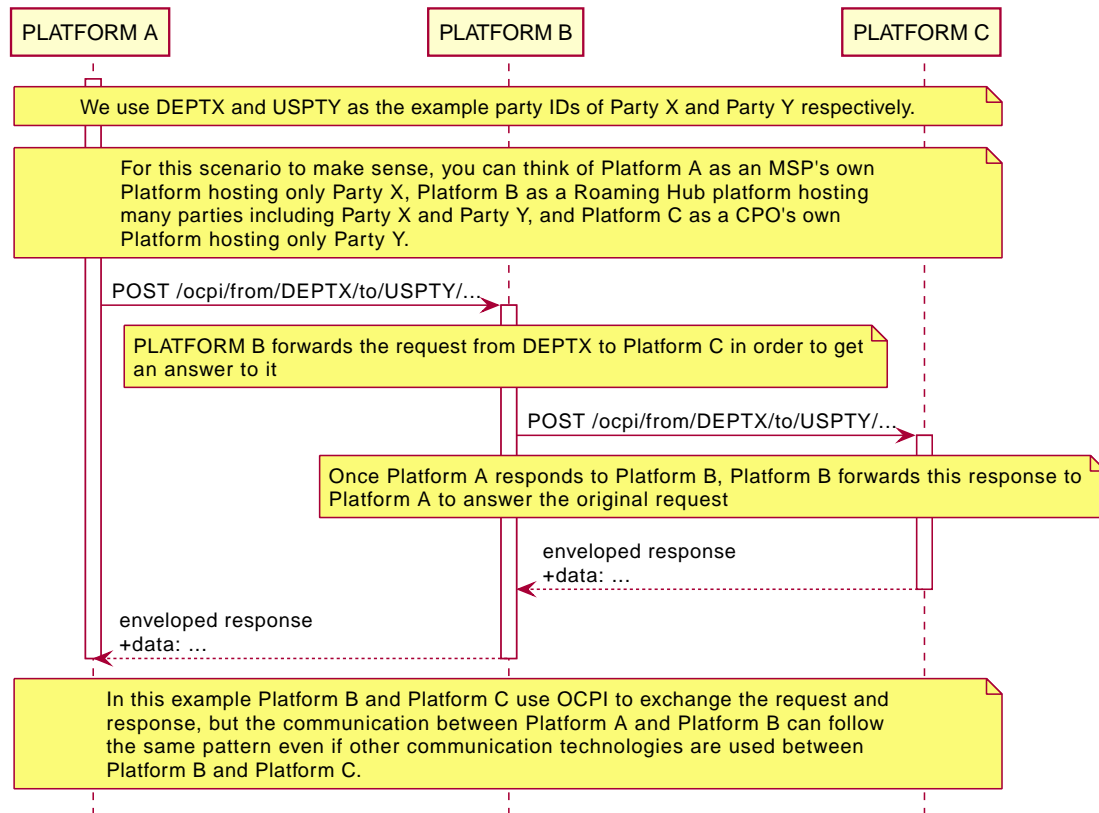 PLATFORM A
PLATFORM B
PLATFORM C
We use DEPTX and USPTY as the example party IDs of Party X and Party Y respectively.
For this scenario to make sense, you can think of Platform A as an MSP's own
Platform hosting only Party X, Platform B as a Roaming Hub platform hosting
many parties including Party X and Party Y, and Platform C as a CPO's own
Platform hosting only Party Y.
POST /ocpi/from/DEPTX/to/USPTY/...
PLATFORM B forwards the request from DEPTX to Platform C in order to get
an answer to it
POST /ocpi/from/DEPTX/to/USPTY/...
Once Platform A responds to Platform B, Platform B forwards this response to
Platform A to answer the original request
enveloped response
+data: ...
enveloped response
+data: ...
In this example Platform B and Platform C use OCPI to exchange the request and
response, but the communication between Platform A and Platform B can follow
the same pattern even if other communication technologies are used between
Platform B and Platform C.